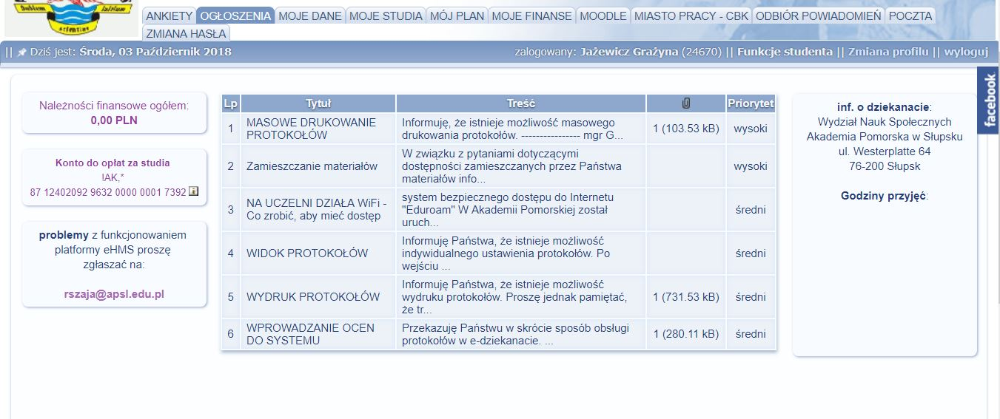 Dubium initium
scientiae
ANKIETY OGŁOSZENIA MOJE DANE MOJE STUDIA MÓJ PLAN MOJE FINANSE MOODLE MIASTO PRACY - CBK ODBIÓR POWIADOMIEŃ POCZTA
ZMIANA HASŁA
|| Dziś jest: Środa, 03 Październik 2018
zalogowany: Jażewicz Grażyna (24670) || Funkcje studenta || Zmiana profilu || wyloguj
facebook
Należności finansowe ogółem:
0,00 PLN
Konto do opłat za studia
!AK,*
87 12402092 9632 0000 0001 7392
problemy z funkcjonowaniem
platformy eHMS proszę
zgłaszać na:
rszaja@apsl.edu.pl
Lp Tytuł Treść Priorytet
1 MASOWE DRUKOWANIE
PROTOKOŁÓW
Informuję, że istnieje możliwość masowego
drukowania protokołów. ---------------- mgr G...
1 (103.53 kB) wysoki
2 Zamieszczanie materiałów
W związku z pytaniami dotyczącymi
dostępności zamieszczanych przez Państwa
materiałów info...
wysoki
3 NA UCZELNI DZIAŁA WiFi -
Co zrobić, aby mieć dostęp
system bezpiecznego dostępu do Internetu
"Eduroam" W Akademii Pomorskiej został
uruch...
średni
4 WIDOK PROTOKOŁÓW
Informuję Państwa, że istnieje możliwość
indywidualnego ustawienia protokołów. Po
wejściu ...
średni
5 WYDRUK PROTOKOŁÓW
Informuję Państwa, że istnieje możliwość
wydruku protokołów. Proszę jednak pamiętać,
że tr...
1 (731.53 kB) średni
6 WPROWADZANIE OCEN
DO SYSTEMU
Przekazuję Państwu w skrócie sposób obsługi
protokołów w e-dziekanacie. ...
1 (280.11 kB) średni
inf. o dziekanacie:
Wydział Nauk Społecznych
Akademia Pomorska w Słupsku
ul. Westerplatte 64
76-200 Słupsk
Godziny przyjęć: